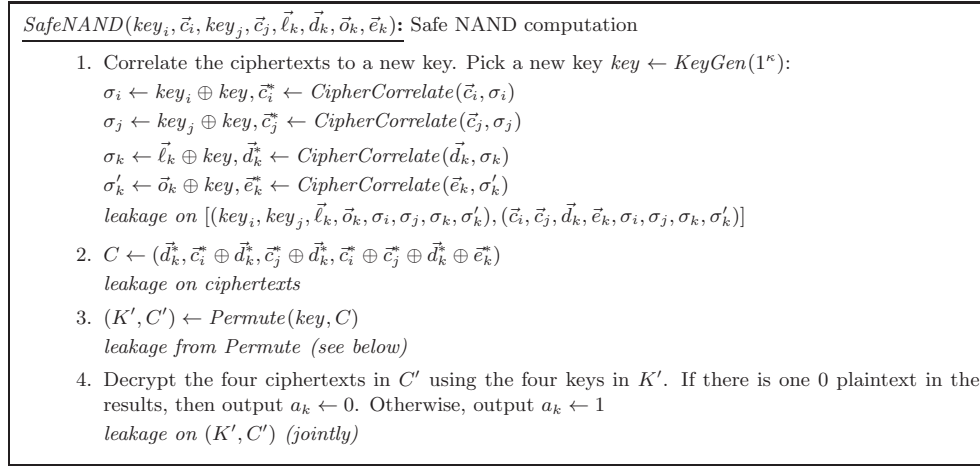 SafeNAND(key_i, c⃗_i, key_j, c⃗_j, ℓ⃗_k, d⃗_k, o⃗_k, e⃗_k): Safe NAND computation
1. Correlate the ciphertexts to a new key. Pick a new key key ← KeyGen(1^κ):
σ_i ← key_i ⊕ key, c⃗*_i ← CipherCorrelate(c⃗_i, σ_i)
σ_j ← key_j ⊕ key, c⃗*_j ← CipherCorrelate(c⃗_j, σ_j)
σ_k ← ℓ⃗_k ⊕ key, d⃗*_k ← CipherCorrelate(d⃗_k, σ_k)
σ′_k ← o⃗_k ⊕ key, e⃗*_k ← CipherCorrelate(e⃗_k, σ′_k)
leakage on [(key_i, key_j, ℓ⃗_k, o⃗_k, σ_i, σ_j, σ_k, σ′_k), (c⃗_i, c⃗_j, d⃗_k, e⃗_k, σ_i, σ_j, σ_k, σ′_k)]
2. C ← (d⃗*_k, c⃗*_i ⊕ d⃗*_k, c⃗*_j ⊕ d⃗*_k, c⃗*_i ⊕ c⃗*_j ⊕ d⃗*_k ⊕ e⃗*_k)
leakage on ciphertexts
3. (K′, C′) ← Permute(key, C)
leakage from Permute (see below)
4. Decrypt the four ciphertexts in C′ using the four keys in K′. If there is one 0 plaintext in the
results, then output a_k ← 0. Otherwise, output a_k ← 1
leakage on (K′, C′) (jointly)